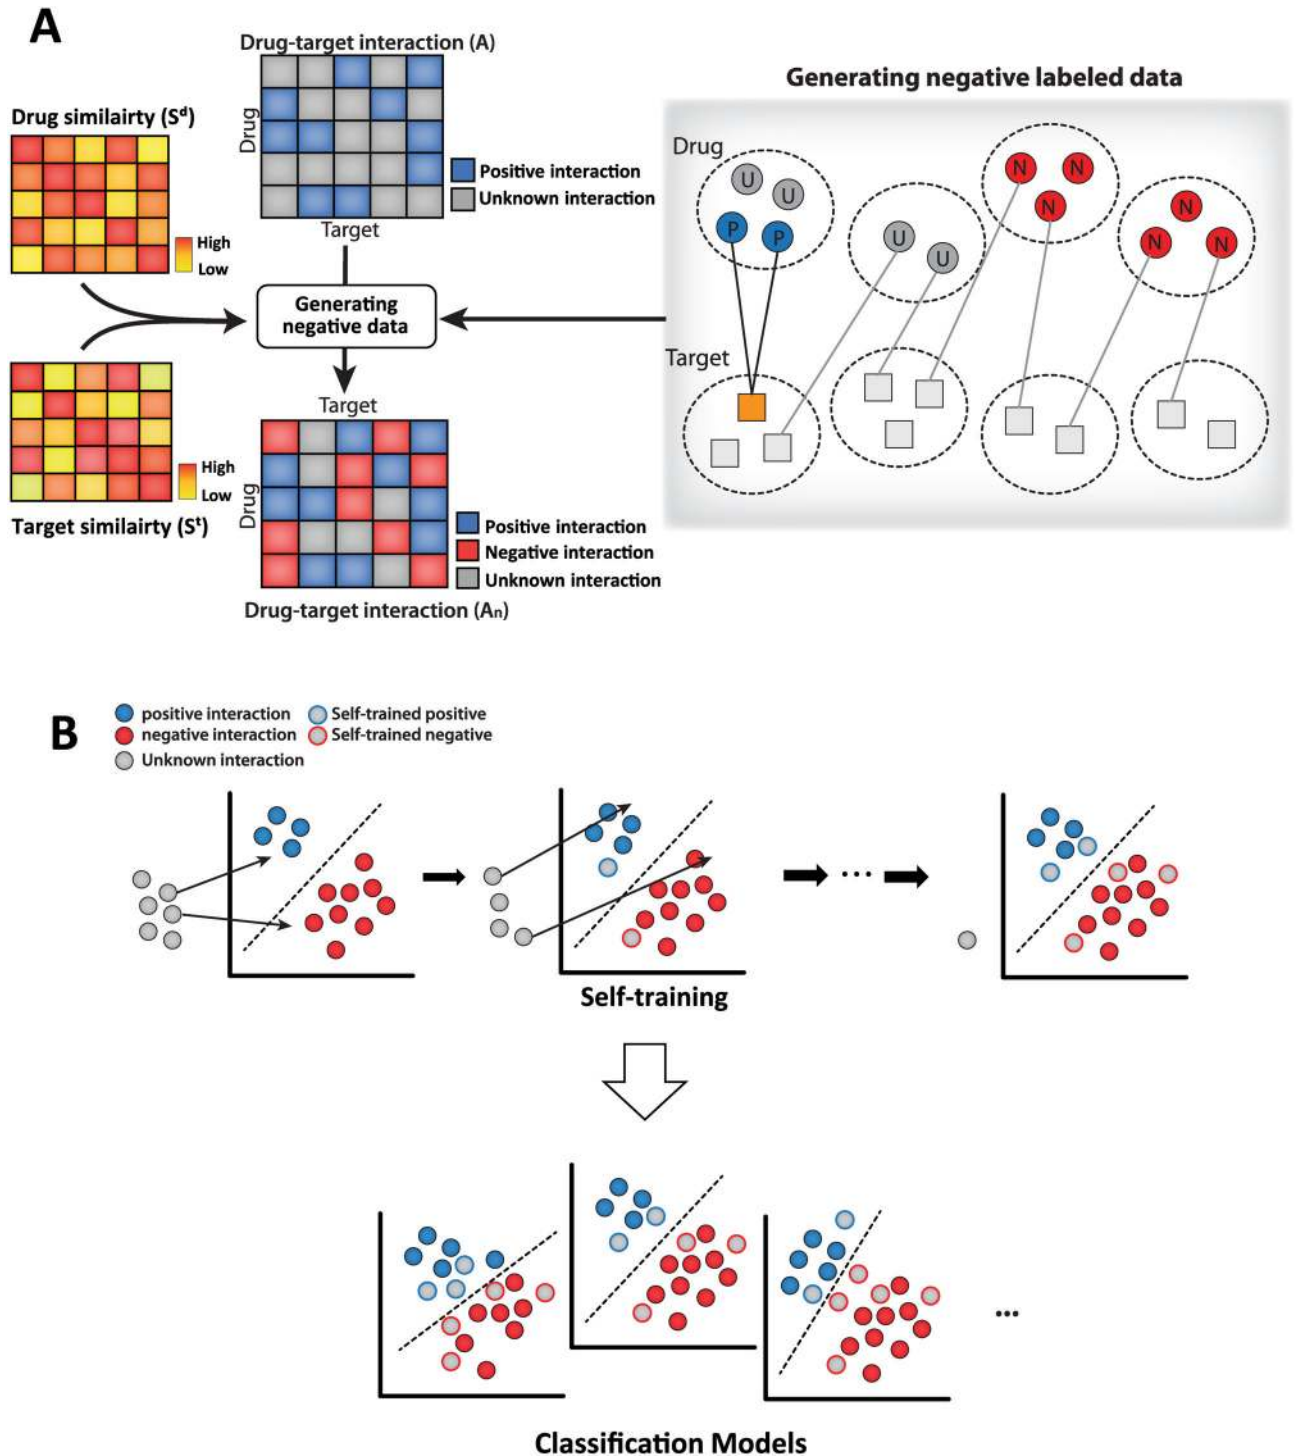 A
Drug-target interaction (A)
Drug similairty (Sᵈ)
Drug
Positive interaction
Unknown interaction
High
Low
Target
Generating
negative data
Target
High
Low
Target similairty (Sᵗ)
Drug
Positive interaction
Negative interaction
Unknown interaction
Drug-target interaction (Aₙ)
Generating negative labeled data
Drug
U
U
P
P
U
U
N
N
N
N
N
N
Target
B
positive interaction
Self-trained positive
negative interaction
Self-trained negative
Unknown interaction
...
Self-training
...
Classification Models